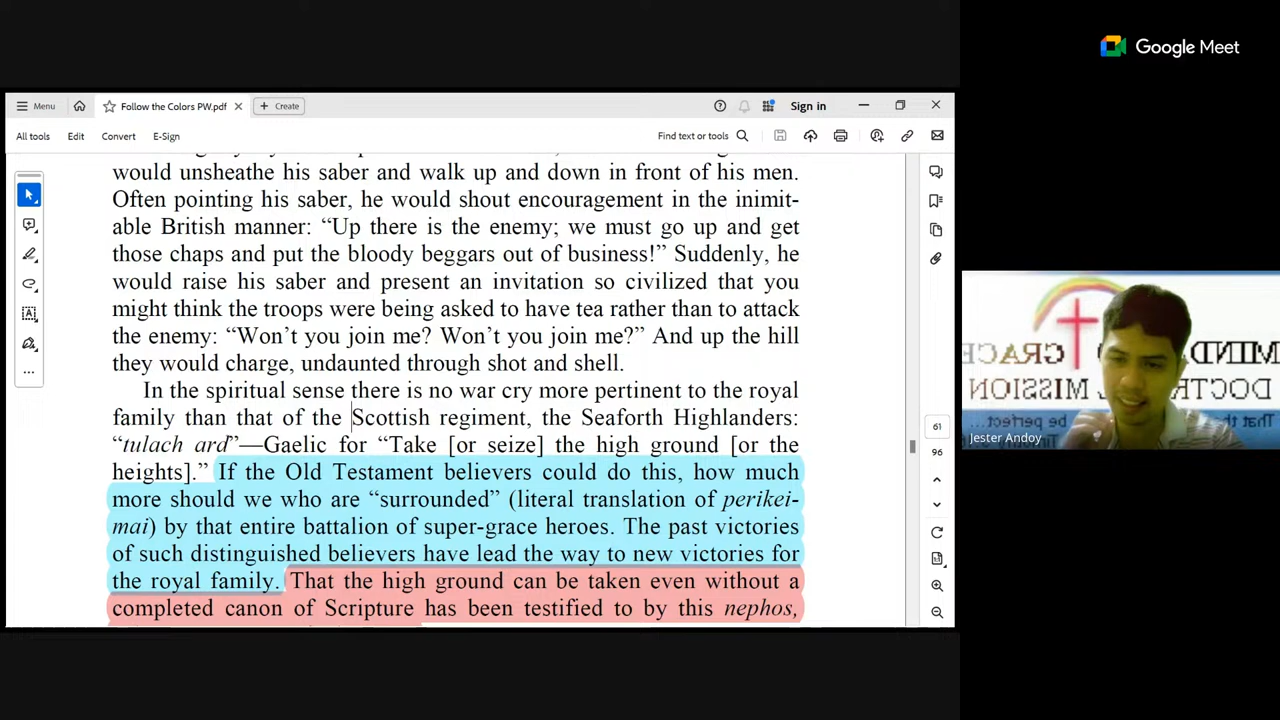 Google Meet
Menu
Follow the Colors PW.pdf
Create
Sign in
All tools
Edit
Convert
E-Sign
Find text or tools
would unsheathe his saber and walk up and down in front of his men.
Often pointing his saber, he would shout encouragement in the inimit-
able British manner: “Up there is the enemy; we must go up and get
those chaps and put the bloody beggars out of business!” Suddenly, he
would raise his saber and present an invitation so civilized that you
might think the troops were being asked to have tea rather than to attack
the enemy: “Won’t you join me? Won’t you join me?” And up the hill
they would charge, undaunted through shot and shell.
In the spiritual sense there is no war cry more pertinent to the royal
family than that of the Scottish regiment, the Seaforth Highlanders:
“tulach ard”—Gaelic for “Take [or seize] the high ground [or the
heights].” If the Old Testament believers could do this, how much
more should we who are “surrounded” (literal translation of perikei-
mai) by that entire battalion of super-grace heroes. The past victories
of such distinguished believers have lead the way to new victories for
the royal family. That the high ground can be taken even without a
completed canon of Scripture has been testified to by this nephos,
61
96
MIND
GRACE
DOCTR
MISSION
Jester Andoy